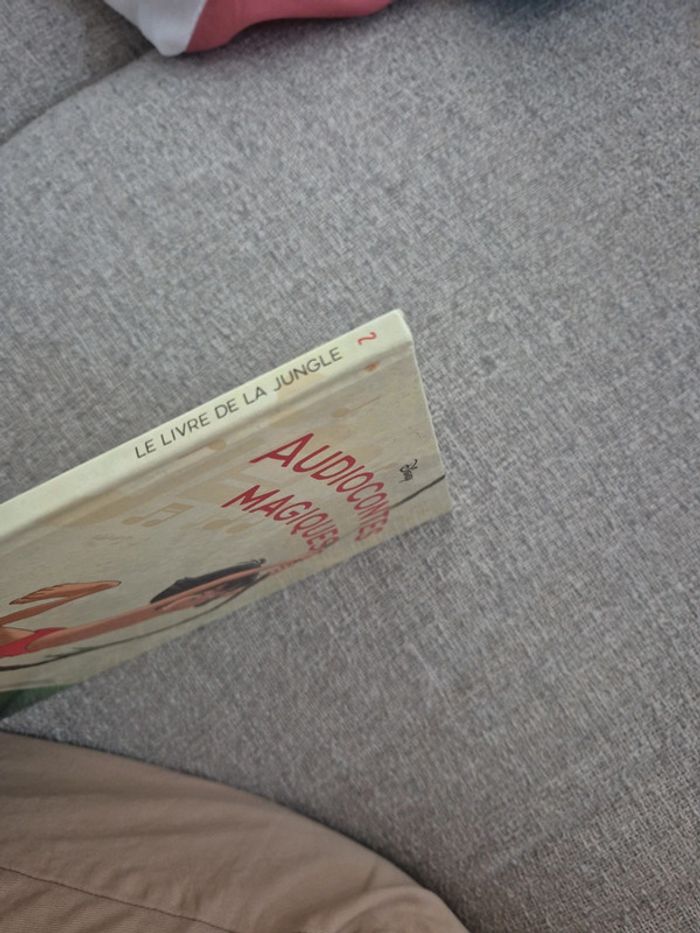 LE LIVRE DE LA JUNGLE 2
AUDIOCONTES
MAGIQUES